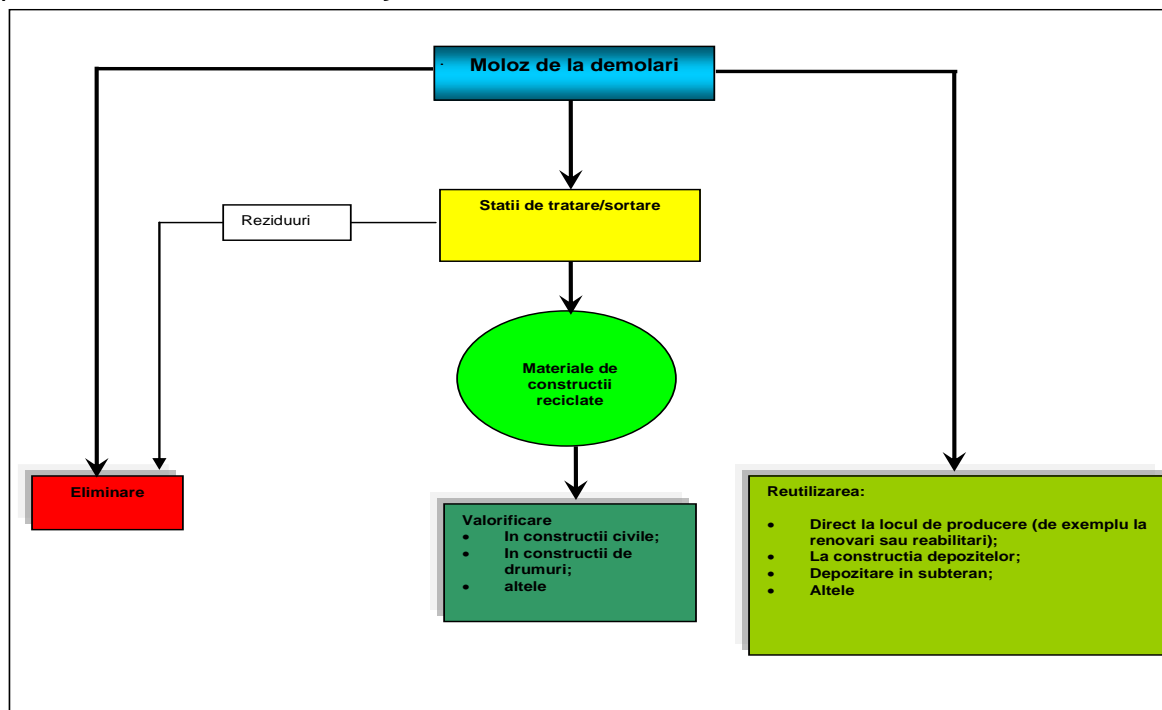 Moloz de la demolari
Statii de tratare/sortare
Reziduuri
Materiale de
constructii
reciclate
Eliminare
Valorificare
• In constructii civile;
• In constructii de
drumuri;
• altele
Reutilizarea:
• Direct la locul de producere (de exemplu la
renovari sau reabilitari);
• La constructia depozitelor;
• Depozitare in subteran;
• Altele